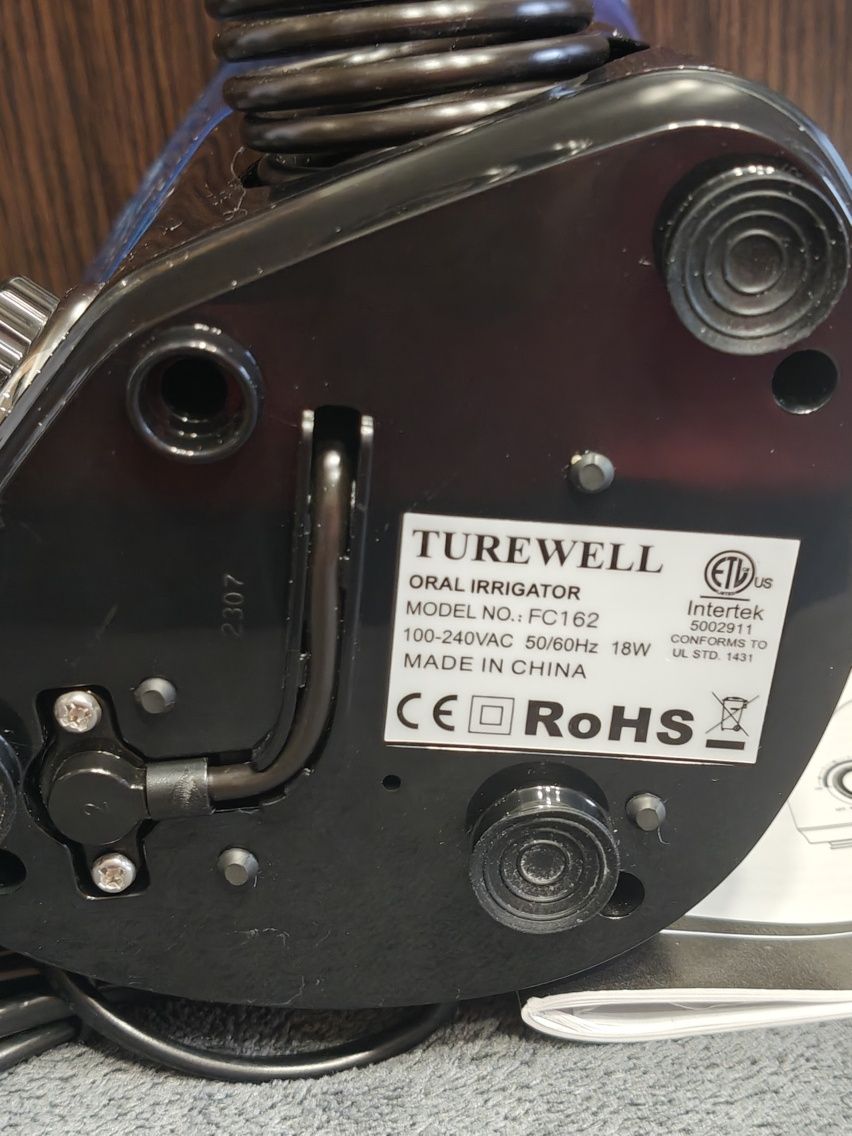 TUREWELL
ORAL IRRIGATOR
MODEL NO.: FC162
100-240VAC 50/60Hz 18W
MADE IN CHINA
ETL US
Intertek
5002911
CONFORMS TO
UL STD. 1431
CE RoHS
2307
2